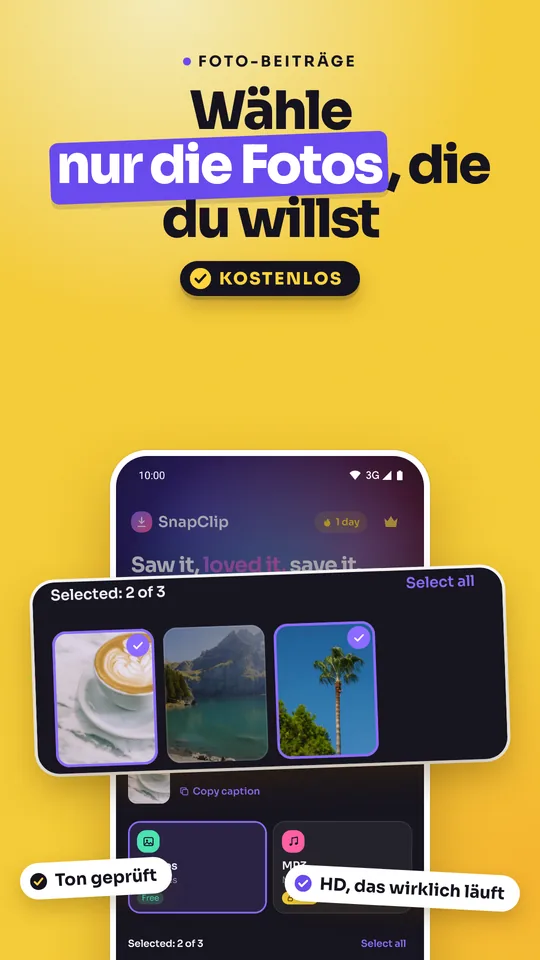 FOTO-BEITRÄGE
Wähle
nur die Fotos, die
du willst
KOSTENLOS
10:00
3G
SnapClip
1 day
Saw it, loved it, save it.
Selected: 2 of 3
Select all
Copy caption
MP3
Free
Ton geprüft
HD, das wirklich läuft
Selected: 2 of 3
Select all